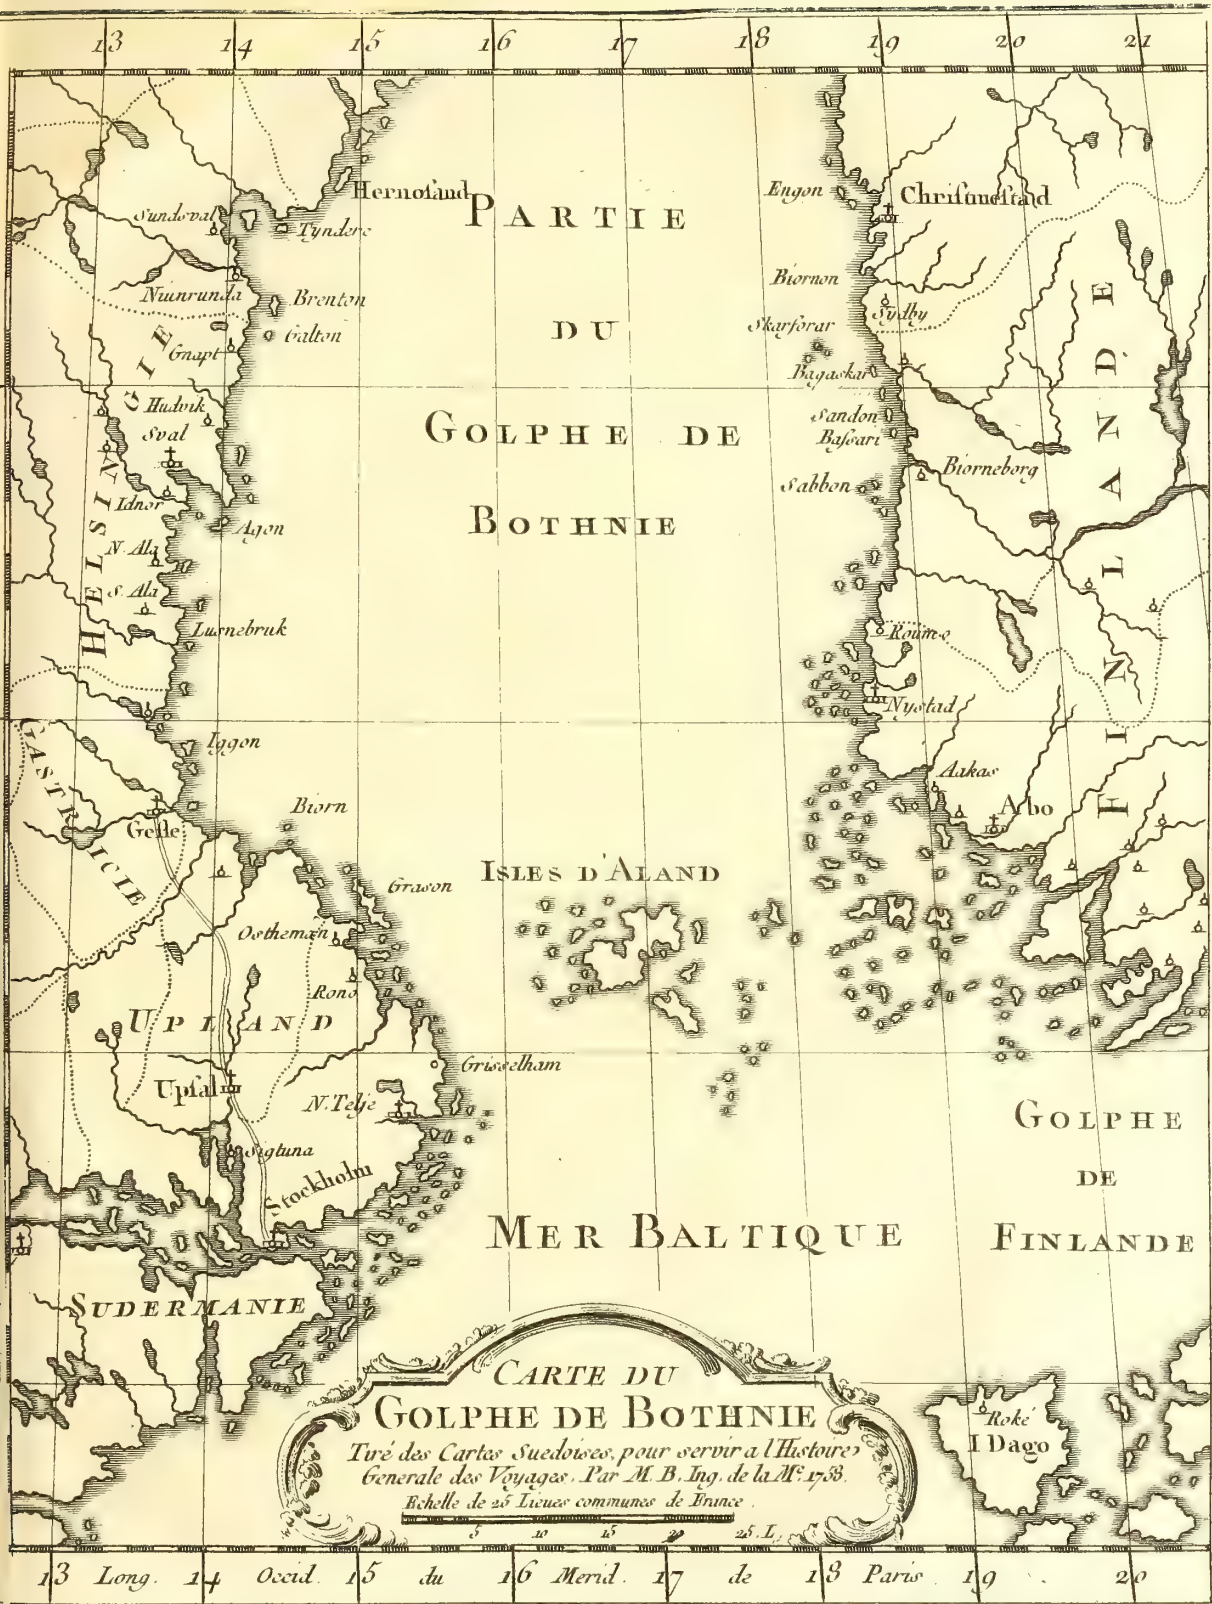 13 14 15 16 17 18 19 20 21
Hernosand
Sundsval
Tyndere
Niunrunda
Brenton
Galton
Gnapt
Hudvik
sval
Idnor
Agon
N. Ala
S. Ala
Lusnebruk
HELSINGIE
Iggon
GASTRICIE
Gefle
Biorn
Grason
Ostheman
Rono
UPLAND
Grisselham
Upsal
N. Telje
Sigtuna
Stockholm
SUDERMANIE
PARTIE
DU
GOLPHE DE
BOTHNIE
ISLES D'ALAND
MER BALTIQUE
Engon
Christinestadt
Biornon
Sydby
Skarsorar
Bagaskar
Sandon
Bassari
Biorneborg
Sabbon
Roumo
Nystad
Aakas
Abo
FINLANDE
GOLPHE
DE
FINLANDE
Roké
I Dago
CARTE DU
GOLPHE DE BOTHNIE
Tiré des Cartes Suedoises, pour servir a l'Histoire
Generale des Voyages. Par M. B. Ing. de la M.e 1758.
Echelle de 25 Lieues communes de France.
5 10 15 20 25. L.
13 Long. 14 Occid. 15 du 16 Merid. 17 de 18 Paris. 19 20